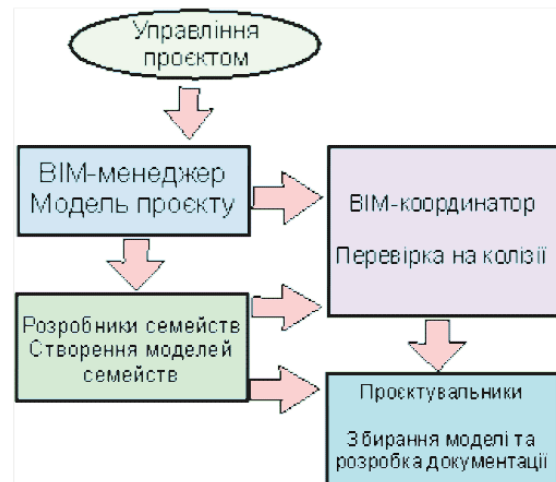 Управління
проєктом
BIM-менеджер
Модель проєкту
BIM-координатор
Перевірка на колізії
Розробники семейств
Створення моделей
семейств
Проєктувальники
Збирання моделі та
розробка документації